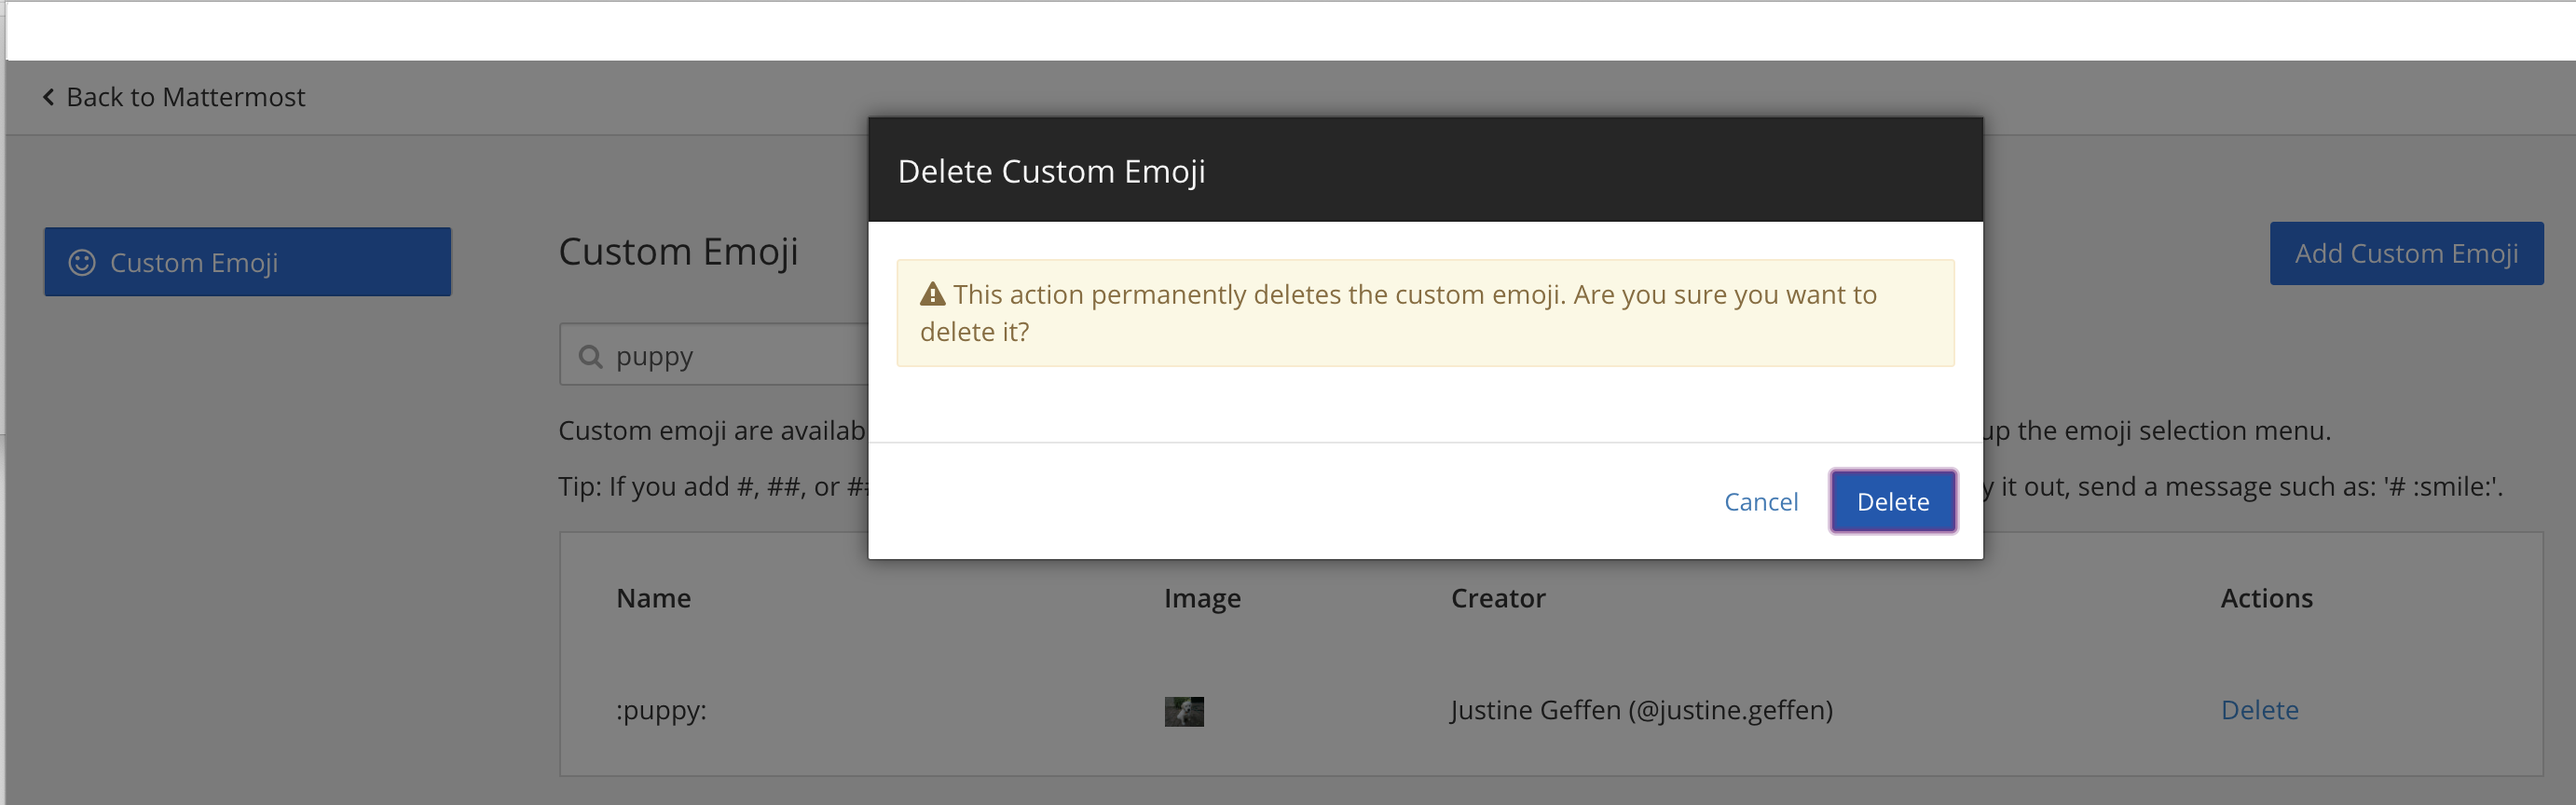 Back to Mattermost
Delete Custom Emoji
Custom Emoji
Custom Emoji
Add Custom Emoji
This action permanently deletes the custom emoji. Are you sure you want to
delete it?
puppy
Custom emoji are availab
up the emoji selection menu.
Tip: If you add #, ##, or ##
y it out, send a message such as: '# :smile:'.
Cancel
Delete
Name Image Creator Actions
:puppy: Justine Geffen (@justine.geffen) Delete